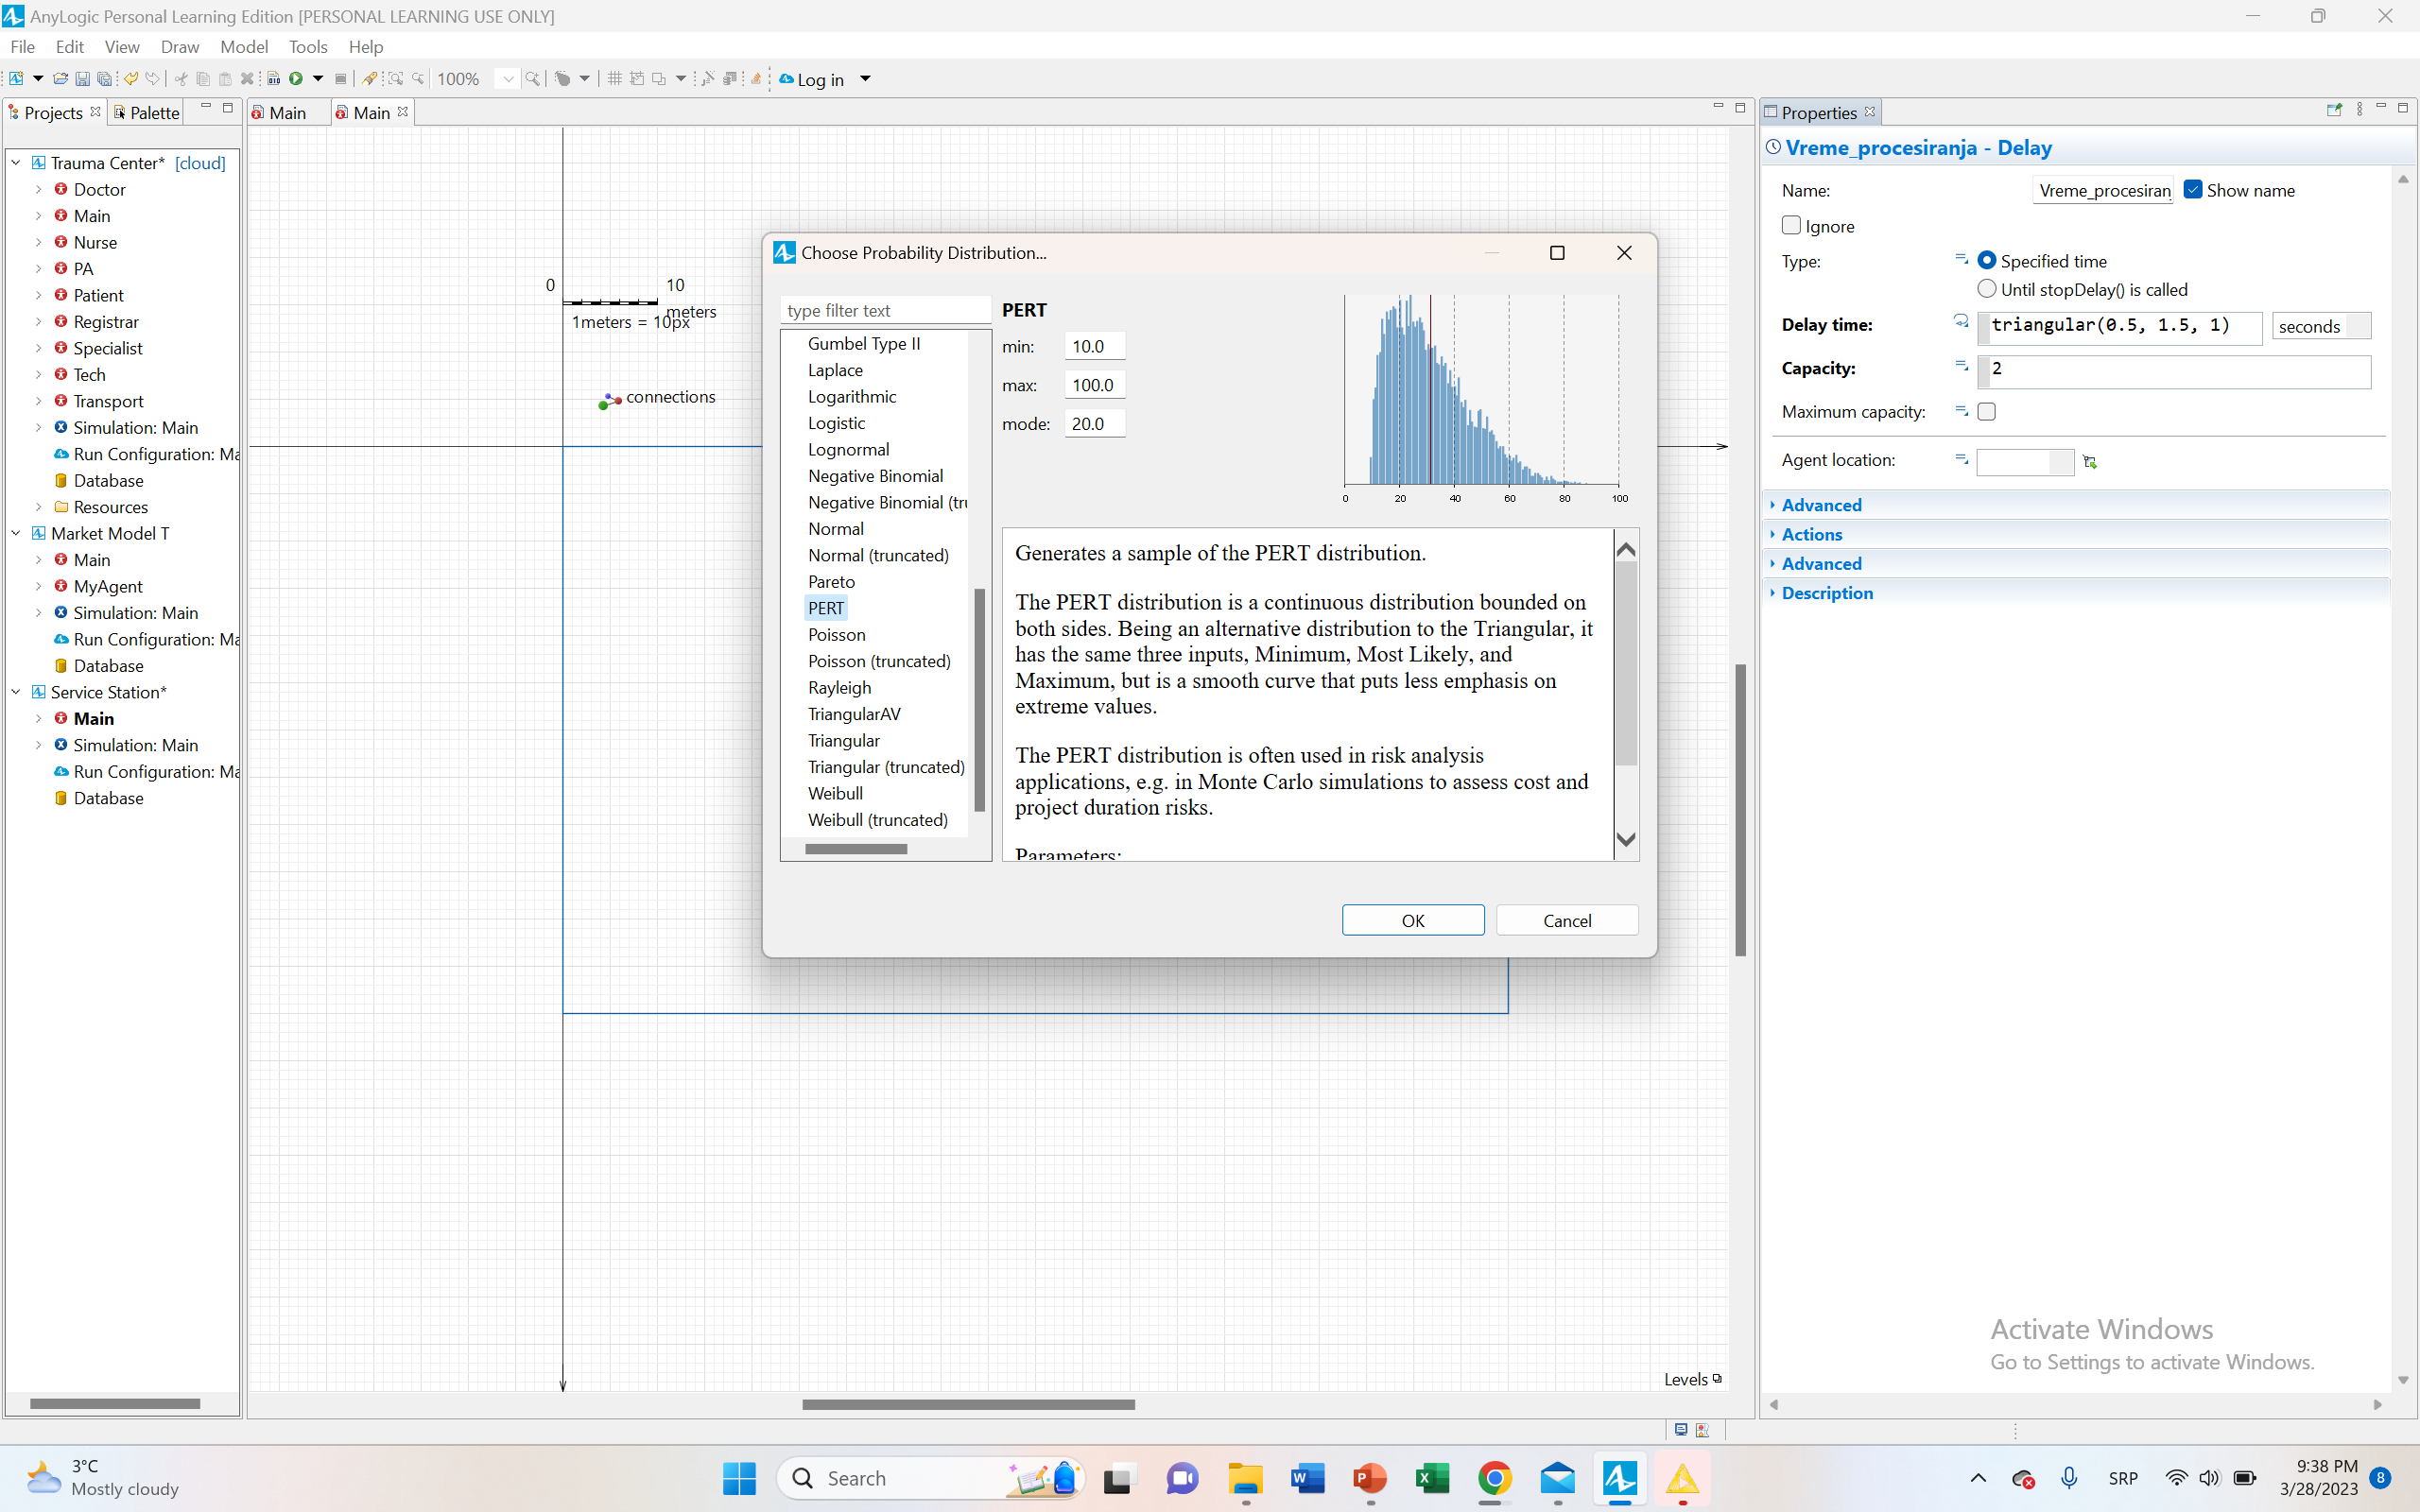 AnyLogic Personal Learning Edition [PERSONAL LEARNING USE ONLY]
File Edit View Draw Model Tools Help
100% Log in
Projects Palette
Trauma Center* [cloud]
Doctor
Main
Nurse
PA
Patient
Registrar
Specialist
Tech
Transport
Simulation: Main
Run Configuration: Ma
Database
Resources
Market Model T
Main
MyAgent
Simulation: Main
Run Configuration: Ma
Database
Service Station*
Main
Simulation: Main
Run Configuration: Ma
Database
Main Main
0 10
meters
1meters = 10px
connections
Levels
Choose Probability Distribution...
type filter text
Gumbel Type II
Laplace
Logarithmic
Logistic
Lognormal
Negative Binomial
Negative Binomial (tru
Normal
Normal (truncated)
Pareto
PERT
Poisson
Poisson (truncated)
Rayleigh
TriangularAV
Triangular
Triangular (truncated)
Weibull
Weibull (truncated)
PERT
min: 10.0
max: 100.0
mode: 20.0
0 20 40 60 80 100
Generates a sample of the PERT distribution.
The PERT distribution is a continuous distribution bounded on
both sides. Being an alternative distribution to the Triangular, it
has the same three inputs, Minimum, Most Likely, and
Maximum, but is a smooth curve that puts less emphasis on
extreme values.
The PERT distribution is often used in risk analysis
applications, e.g. in Monte Carlo simulations to assess cost and
project duration risks.
Parameters:
OK Cancel
Properties
Vreme_procesiranja - Delay
Name: Vreme_procesiran Show name
Ignore
Type: Specified time
Until stopDelay() is called
Delay time: triangular(0.5, 1.5, 1) seconds
Capacity: 2
Maximum capacity:
Agent location:
Advanced
Actions
Advanced
Description
Activate Windows
Go to Settings to activate Windows.
3°C
Mostly cloudy
Search
SRP
9:38 PM
3/28/2023
8